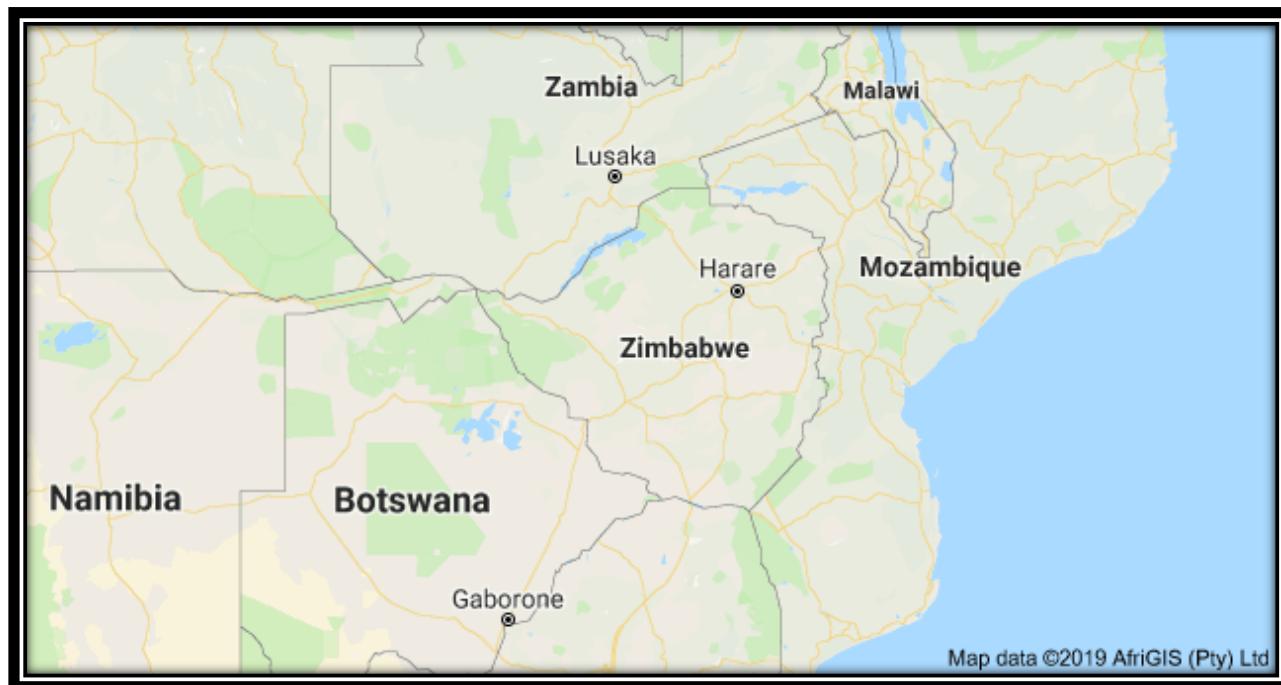 Zambia
Malawi
Lusaka
Harare
Mozambique
Zimbabwe
Namibia
Botswana
Gaborone
Map data ©2019 AfriGIS (Pty) Ltd